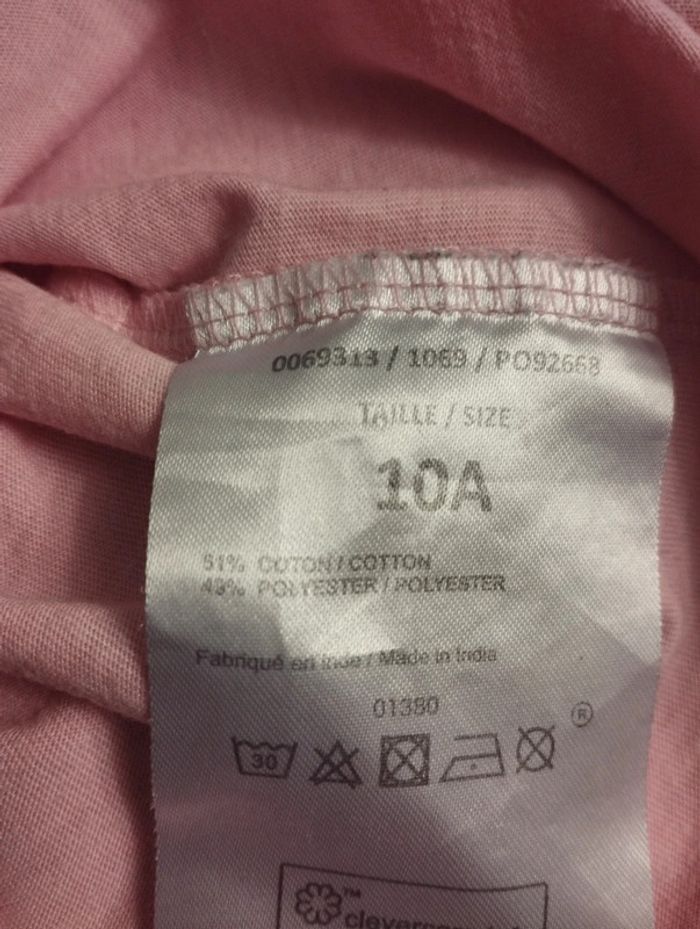 0069313 / 1069 / PO92668
TAILLE / SIZE
10A
51% COTON / COTTON
49% POLYESTER / POLYESTER
Fabriqué en Inde / Made in India
01380
®
30
™